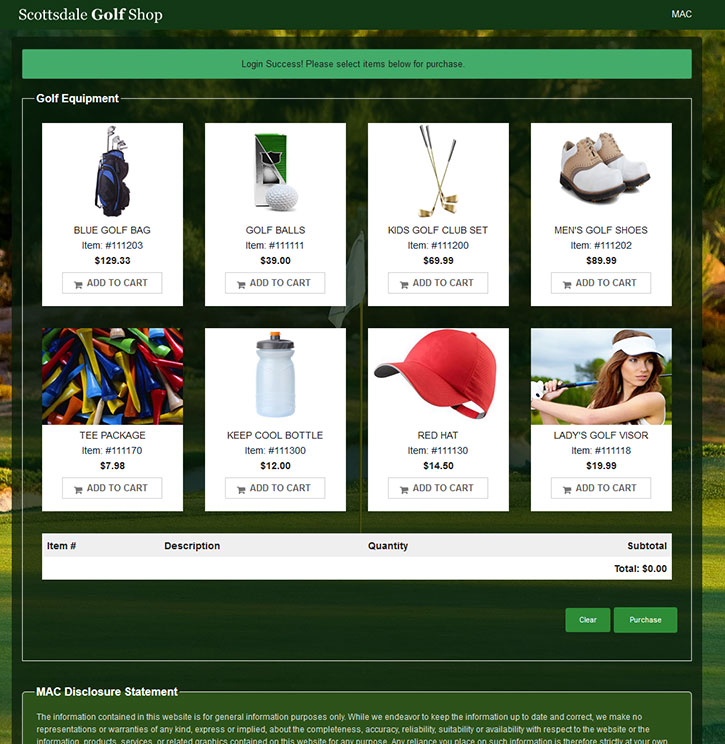 Scottsdale Golf Shop
MAC
Login Success! Please select items below for purchase.
Golf Equipment
BLUE GOLF BAG
Item: #111203
$129.33
ADD TO CART
GOLF BALLS
Item: #111111
$39.00
ADD TO CART
KIDS GOLF CLUB SET
Item: #111200
$69.99
ADD TO CART
MEN'S GOLF SHOES
Item: #111202
$89.99
ADD TO CART
TEE PACKAGE
Item: #111170
$7.98
ADD TO CART
KEEP COOL BOTTLE
Item: #111300
$12.00
ADD TO CART
RED HAT
Item: #111130
$14.50
ADD TO CART
LADY'S GOLF VISOR
Item: #111118
$19.99
ADD TO CART
Item # Description Quantity Subtotal
Total: $0.00
Clear Purchase
MAC Disclosure Statement
The information contained in this website is for general information purposes only. While we endeavor to keep the information up to date and correct, we make no
representations or warranties of any kind, express or implied, about the completeness, accuracy, reliability, suitability or availability with respect to the website or the
information, products, services, or related graphics contained on this website for any purpose. Any reliance you place on such information is therefore strictly at your own